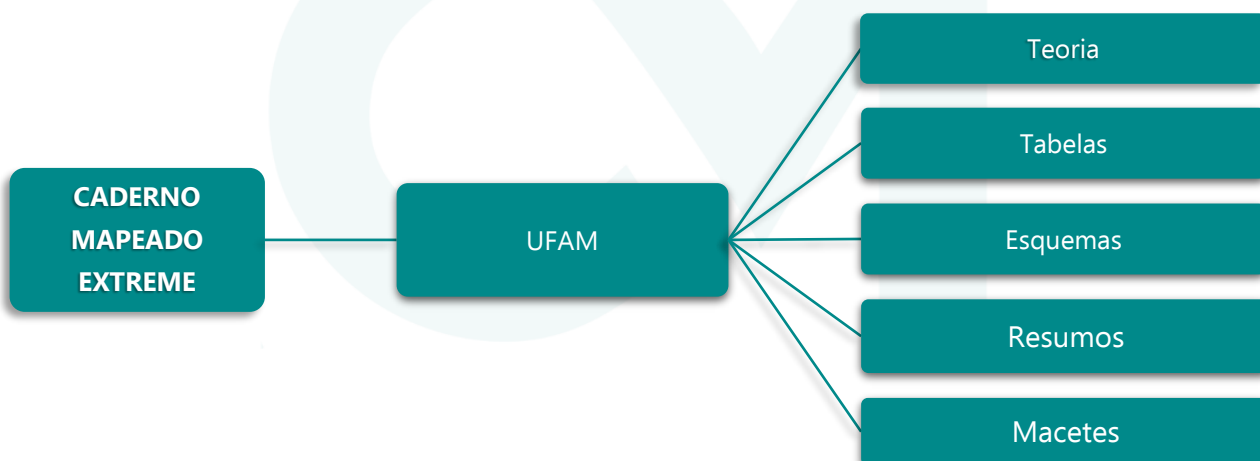 CADERNO
MAPEADO
EXTREME
UFAM
Teoria
Tabelas
Esquemas
Resumos
Macetes